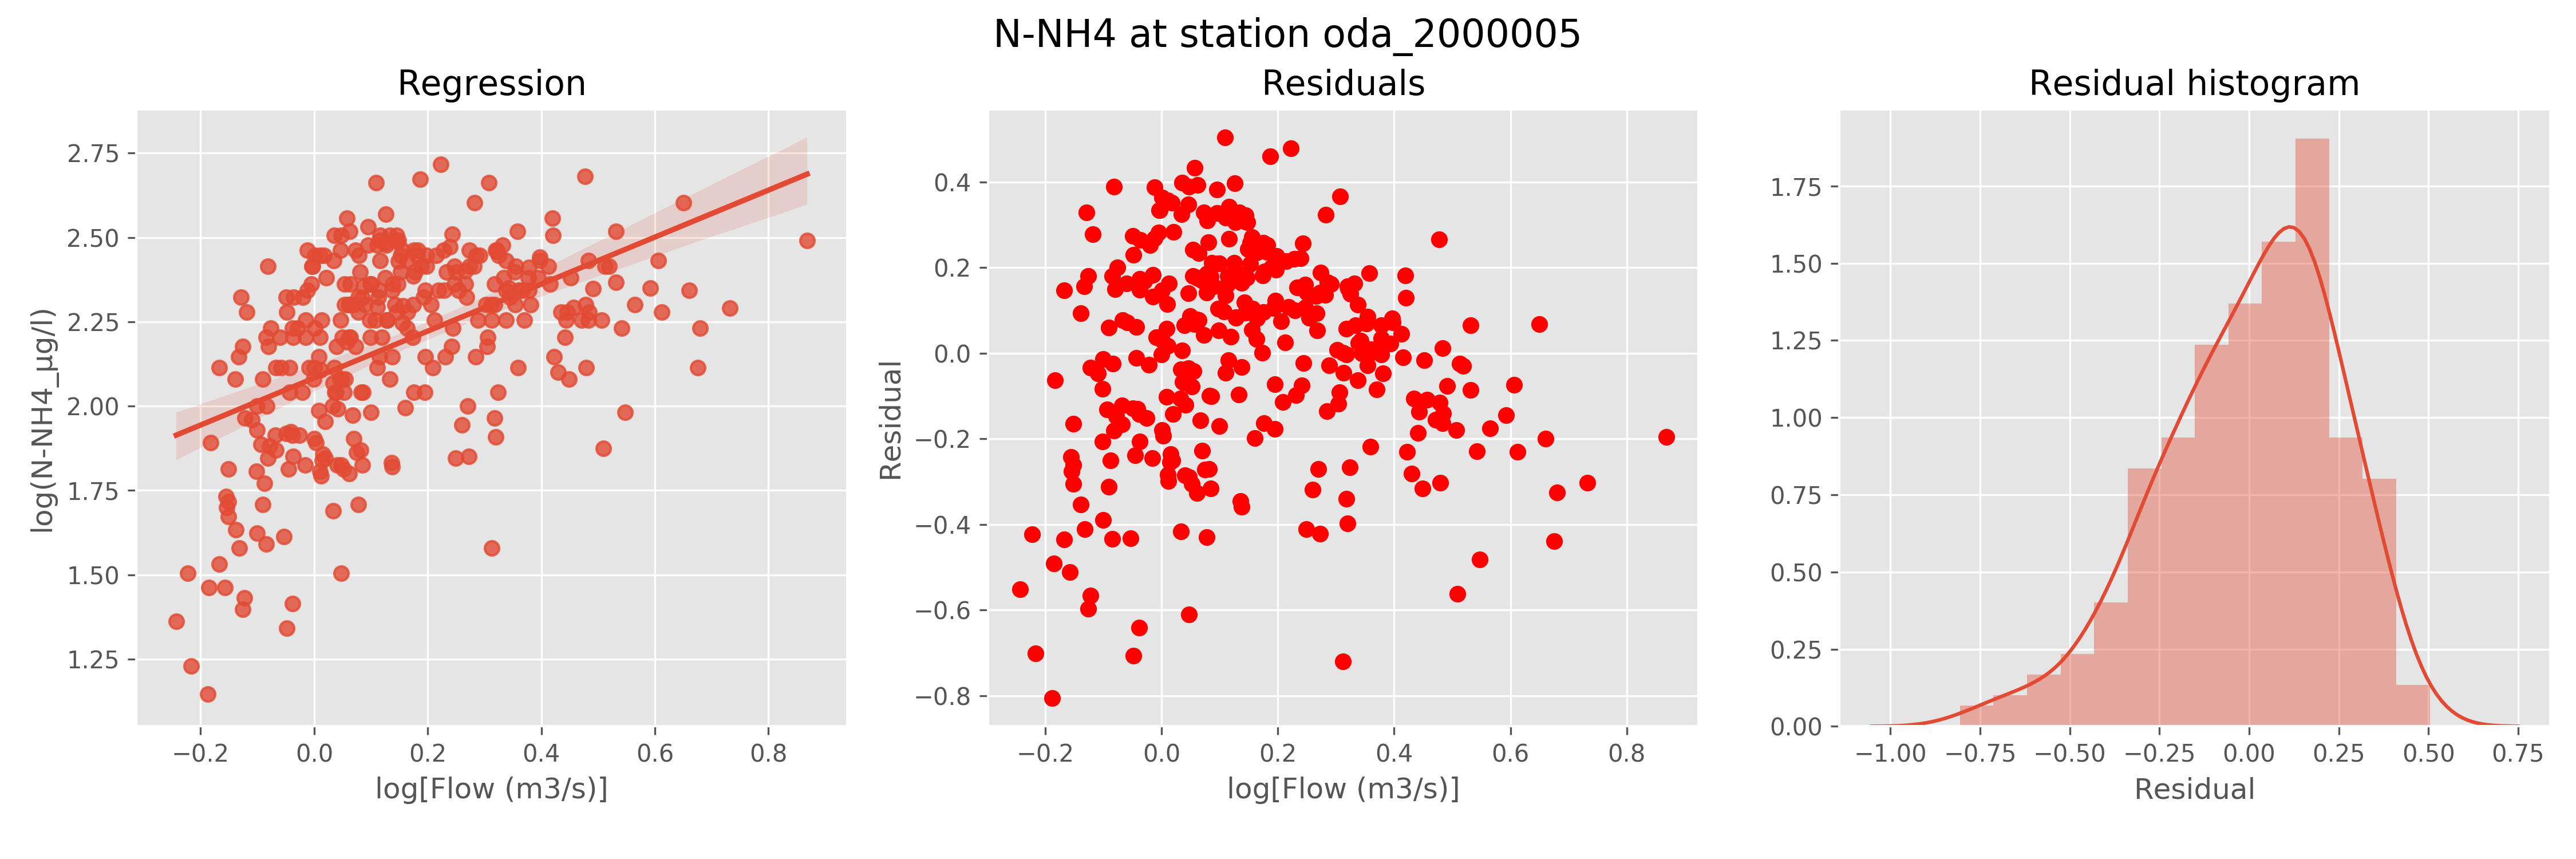 N-NH4 at station oda_2000005
Regression
2.75
2.50
2.25
2.00
1.75
1.50
1.25
log(N-NH4_µg/l)
−0.2 0.0 0.2 0.4 0.6 0.8
log[Flow (m3/s)]
Residuals
0.4
0.2
0.0
−0.2
−0.4
−0.6
−0.8
Residual
−0.2 0.0 0.2 0.4 0.6 0.8
log[Flow (m3/s)]
Residual histogram
1.75
1.50
1.25
1.00
0.75
0.50
0.25
0.00
−1.00 −0.75 −0.50 −0.25 0.00 0.25 0.50 0.75
Residual